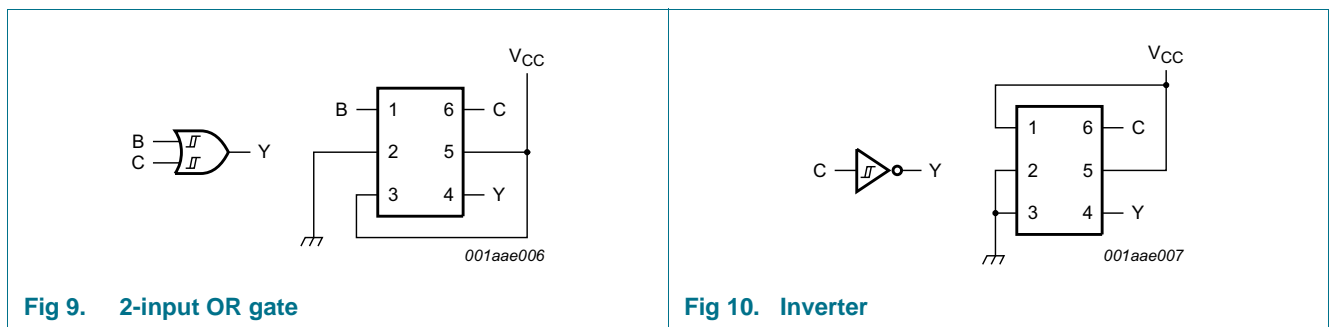 VCC
B 1 6 C
B
C Y
2 5
3 4 Y
001aae006
Fig 9. 2-input OR gate
VCC
1 6 C
C Y
2 5
3 4 Y
001aae007
Fig 10. Inverter